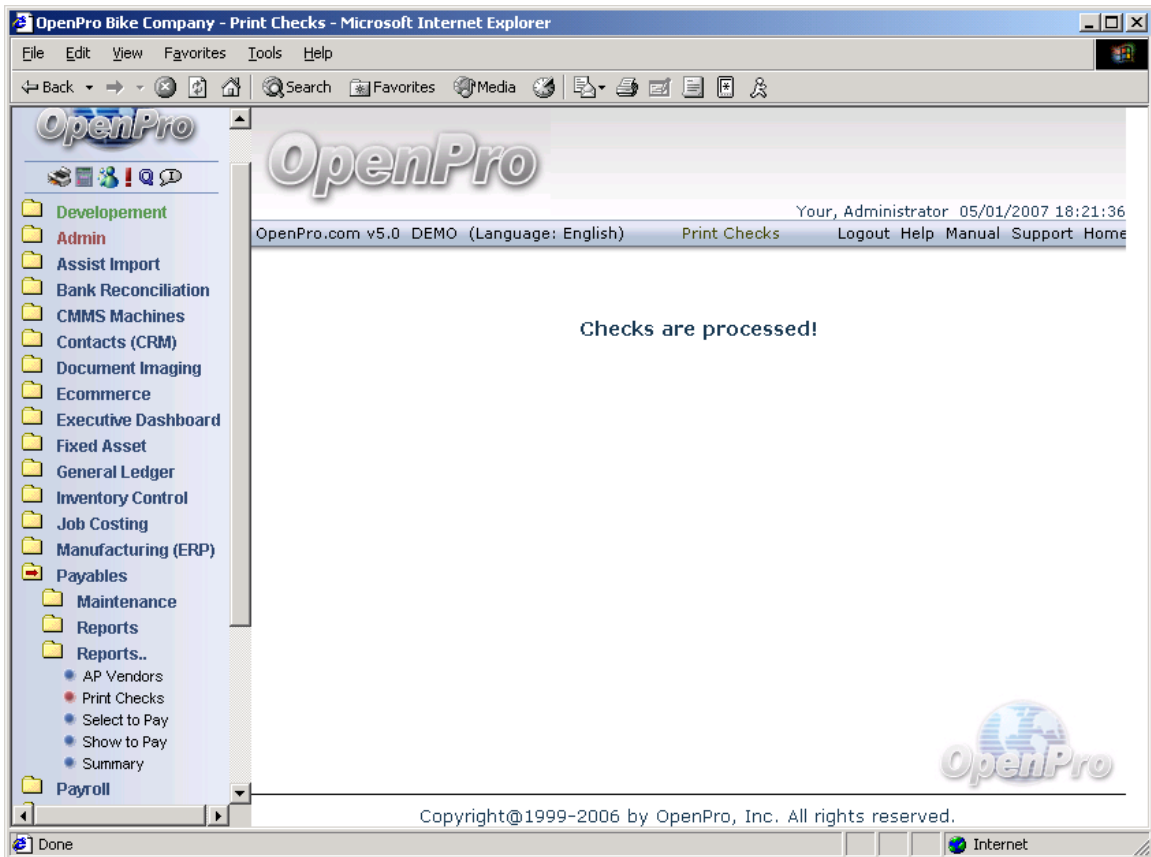 OpenPro Bike Company - Print Checks - Microsoft Internet Explorer
File Edit View Favorites Tools Help
Back Search Favorites Media
OpenPro
Developement
Admin
Assist Import
Bank Reconciliation
CMMS Machines
Contacts (CRM)
Document Imaging
Ecommerce
Executive Dashboard
Fixed Asset
General Ledger
Inventory Control
Job Costing
Manufacturing (ERP)
Payables
Maintenance
Reports
Reports..
AP Vendors
Print Checks
Select to Pay
Show to Pay
Summary
Payroll
OpenPro
Your, Administrator 05/01/2007 18:21:36
OpenPro.com v5.0 DEMO (Language: English) Print Checks Logout Help Manual Support Home
Checks are processed!
OpenPro
Copyright@1999-2006 by OpenPro, Inc. All rights reserved.
Done Internet